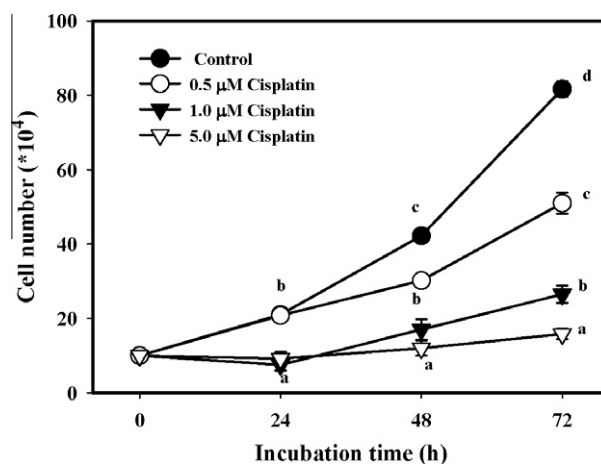 100
80
60
40
20
0
Cell number (*10⁴)
Control
0.5 μM Cisplatin
1.0 μM Cisplatin
5.0 μM Cisplatin
d
c
c
b
b
b
a
a
a
0 24 48 72
Incubation time (h)